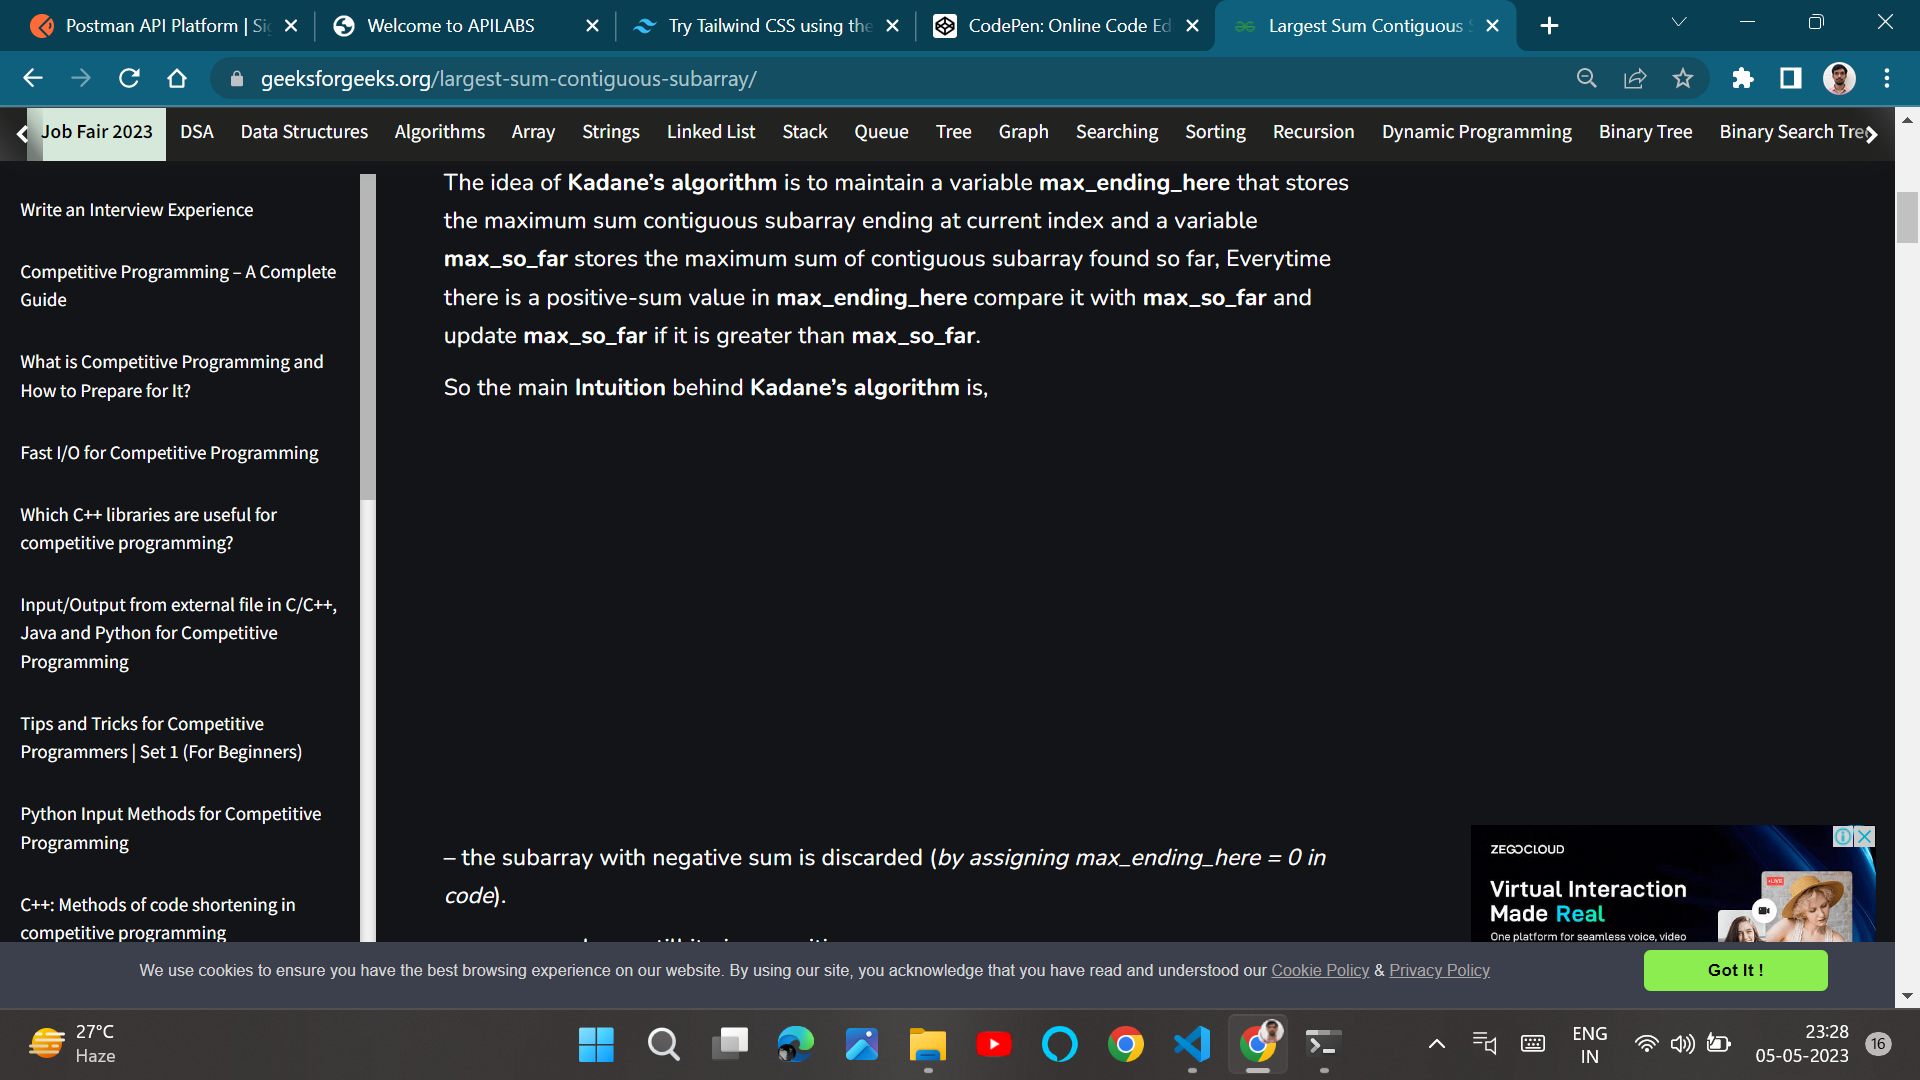 Postman API Platform | Si
Welcome to APILABS
Try Tailwind CSS using the
CodePen: Online Code Ed
Largest Sum Contiguous S
geeksforgeeks.org/largest-sum-contiguous-subarray/
Job Fair 2023
DSA
Data Structures
Algorithms
Array
Strings
Linked List
Stack
Queue
Tree
Graph
Searching
Sorting
Recursion
Dynamic Programming
Binary Tree
Binary Search Tree
Write an Interview Experience
Competitive Programming – A Complete
Guide
What is Competitive Programming and
How to Prepare for It?
Fast I/O for Competitive Programming
Which C++ libraries are useful for
competitive programming?
Input/Output from external file in C/C++,
Java and Python for Competitive
Programming
Tips and Tricks for Competitive
Programmers | Set 1 (For Beginners)
Python Input Methods for Competitive
Programming
C++: Methods of code shortening in
competitive programming
The idea of Kadane’s algorithm is to maintain a variable max_ending_here that stores
the maximum sum contiguous subarray ending at current index and a variable
max_so_far stores the maximum sum of contiguous subarray found so far, Everytime
there is a positive-sum value in max_ending_here compare it with max_so_far and
update max_so_far if it is greater than max_so_far.
So the main Intuition behind Kadane’s algorithm is,
– the subarray with negative sum is discarded (by assigning max_ending_here = 0 in
code).
ZEGOCLOUD
Virtual Interaction
Made Real
One platform for seamless voice, video
LIVE
We use cookies to ensure you have the best browsing experience on our website. By using our site, you acknowledge that you have read and understood our Cookie Policy & Privacy Policy
Got It !
27°C
Haze
ENG
IN
23:28
05-05-2023
16